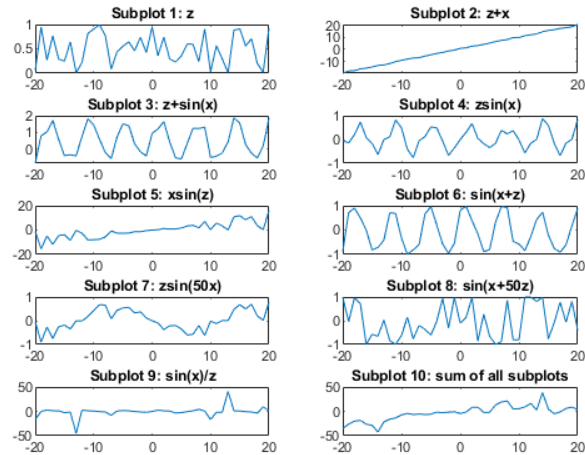 Subplot 1: z
1
0.5
0
-20 -10 0 10 20
Subplot 2: z+x
20
10
0
-10
-20 -10 0 10 20
Subplot 3: z+sin(x)
2
1
0
-20 -10 0 10 20
Subplot 4: zsin(x)
1
0
-1
-20 -10 0 10 20
Subplot 5: xsin(z)
20
0
-20
-20 -10 0 10 20
Subplot 6: sin(x+z)
1
0
-1
-20 -10 0 10 20
Subplot 7: zsin(50x)
1
0
-1
-20 -10 0 10 20
Subplot 8: sin(x+50z)
1
0
-1
-20 -10 0 10 20
Subplot 9: sin(x)/z
50
0
-50
-20 -10 0 10 20
Subplot 10: sum of all subplots
50
0
-50
-20 -10 0 10 20